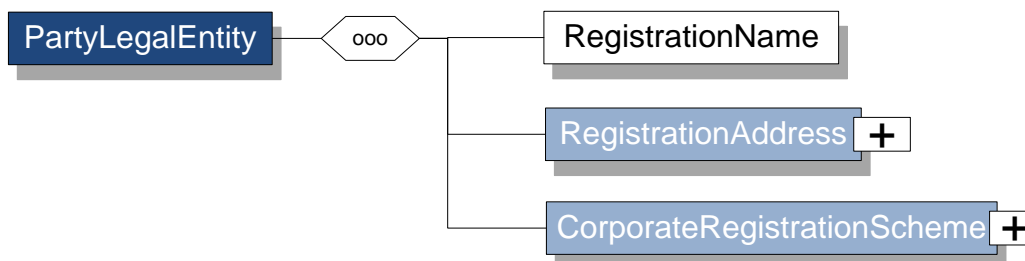 PartyLegalEntity
ooo
RegistrationName
RegistrationAddress
+
CorporateRegistrationScheme
+